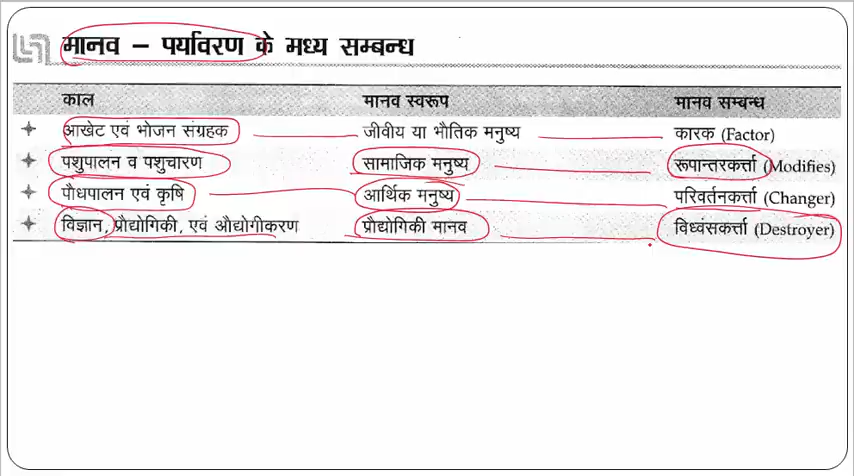 मानव – पर्यावरण के मध्य सम्बन्ध
काल मानव स्वरूप मानव सम्बन्ध
आखेट एवं भोजन संग्रहक जीवीय या भौतिक मनुष्य कारक (Factor)
पशुपालन व पशुचारण सामाजिक मनुष्य रूपान्तरकर्त्ता (Modifies)
पौधपालन एवं कृषि आर्थिक मनुष्य परिवर्तनकर्त्ता (Changer)
विज्ञान, प्रौद्योगिकी, एवं औद्योगीकरण प्रौद्योगिकी मानव विध्वंसकर्त्ता (Destroyer)